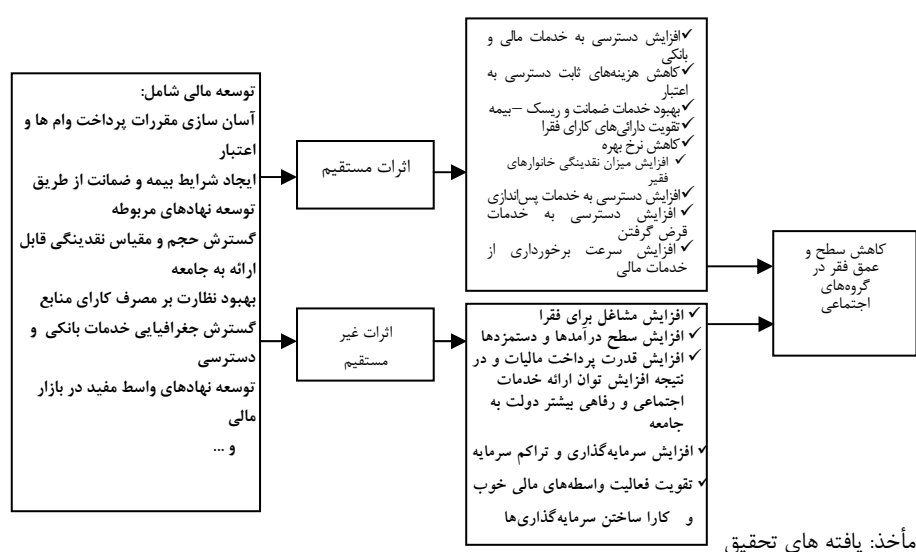 توسعه مالی شامل:
آسان سازی مقررات پرداخت وام ها و
اعتبار
ایجاد شرایط بیمه و ضمانت از طریق
توسعه نهادهای مربوطه
گسترش حجم و مقیاس نقدینگی قابل
ارائه به جامعه
بهبود نظارت بر مصرف کارای منابع
گسترش جغرافیایی خدمات بانکی و
دسترسی
توسعه نهادهای واسط مفید در بازار
مالی
و ...
اثرات مستقیم
✓افزایش دسترسی به خدمات مالی و
بانکی
✓کاهش هزینه‌های ثابت دسترسی به
اعتبار
✓بهبود خدمات ضمانت و ریسک –بیمه
✓تقویت دارائی‌های کارای فقرا
✓کاهش نرخ بهره
✓ افزایش میزان نقدینگی خانوارهای
فقیر
✓افزایش دسترسی به خدمات پس‌اندازی
✓ افزایش دسترسی به خدمات
قرض گرفتن
✓افزایش سرعت برخورداری از
خدمات مالی
اثرات غیر
مستقیم
✓ افزایش مشاغل برای فقرا
✓ افزایش سطح درآمدها و دستمزدها
✓ افزایش قدرت پرداخت مالیات و در
نتیجه افزایش توان ارائه خدمات
اجتماعی و رفاهی بیشتر دولت به
جامعه
✓ افزایش سرمایه‌گذاری و تراکم سرمایه
✓ تقویت فعالیت واسطه‌های مالی خوب
و کارا ساختن سرمایه‌گذاری‌ها
کاهش سطح و
عمق فقر در
گروه‌های
اجتماعی
مأخذ: یافته های تحقیق